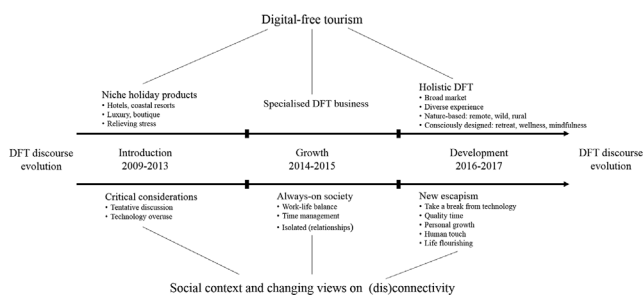 Digital-free tourism
Niche holiday products
• Hotels, coastal resorts
• Luxury, boutique
• Relieving stress
Specialised DFT business
Holistic DFT
• Broad market
• Diverse experience
• Nature-based: remote, wild, rural
• Consciously designed: retreat, wellness, mindfulness
DFT discourse
evolution
Introduction
2009-2013
Growth
2014-2015
Development
2016-2017
DFT discourse
evolution
Critical considerations
• Tentative discussion
• Technology overuse
Always-on society
• Work-life balance
• Time management
• Isolated (relationships)
New escapism
• Take a break from technology
• Quality time
• Personal growth
• Human touch
• Life flourishing
Social context and changing views on (dis)connectivity